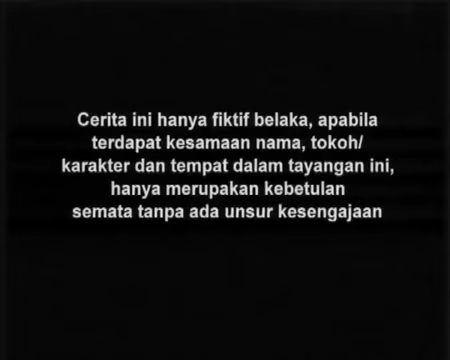 Cerita ini hanya fiktif belaka, apabila
terdapat kesamaan nama, tokoh/
karakter dan tempat dalam tayangan ini,
hanya merupakan kebetulan
semata tanpa ada unsur kesengajaan